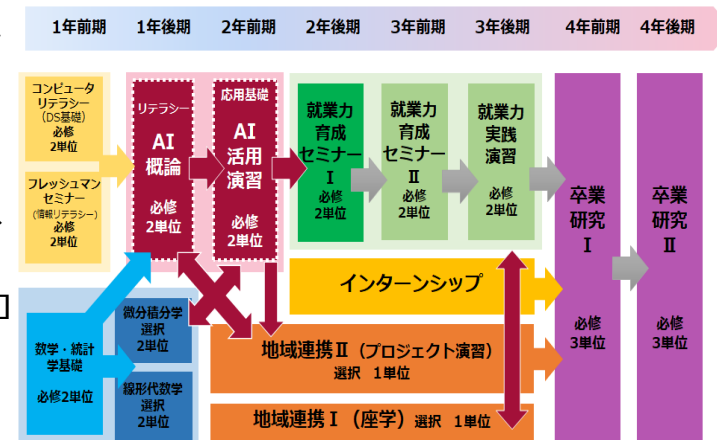 1年前期 1年後期 2年前期 2年後期 3年前期 3年後期 4年前期 4年後期
コンピュータ
リテラシー
（DS基礎）
必修
2単位
フレッシュマン
セミナー
(情報リテラシー)
必修
2単位
リテラシー
AI
概論
必修
2単位
応用基礎
AI
活用
演習
必修
2単位
就業力
育成
セミナー
Ⅰ
必修
2単位
就業力
育成
セミナー
Ⅱ
必修
2単位
就業力
実践
演習
必修
2単位
卒業
研究
Ⅰ
必修
3単位
卒業
研究
Ⅱ
必修
3単位
インターンシップ
数学・統計
学基礎
必修2単位
微分積分学
選択
2単位
線形代数学
選択
2単位
地域連携Ⅱ（プロジェクト演習）
選択 1単位
地域連携Ⅰ（座学）選択 1単位